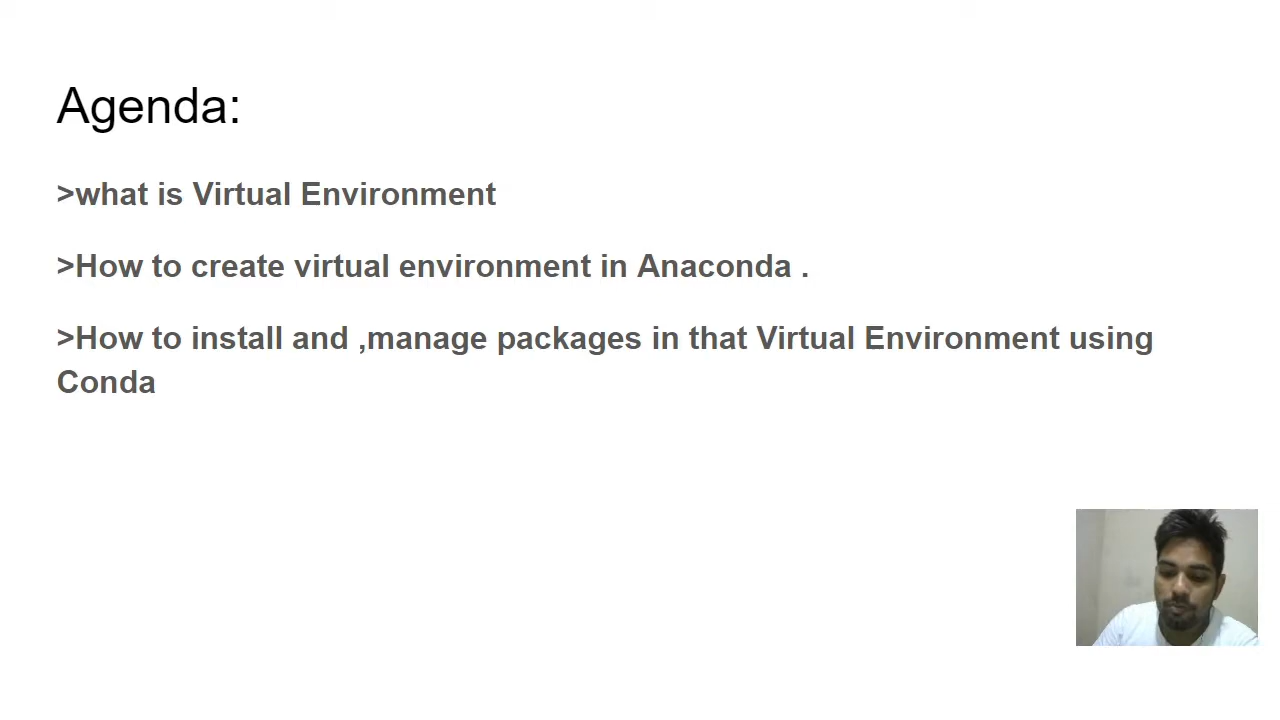 Agenda:
>what is Virtual Environment
>How to create virtual environment in Anaconda .
>How to install and ,manage packages in that Virtual Environment using
Conda